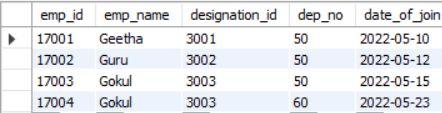 emp_id emp_name designation_id dep_no date_of_join
17001 Geetha 3001 50 2022-05-10
17002 Guru 3002 50 2022-05-12
17003 Gokul 3003 50 2022-05-15
17004 Gokul 3003 60 2022-05-23